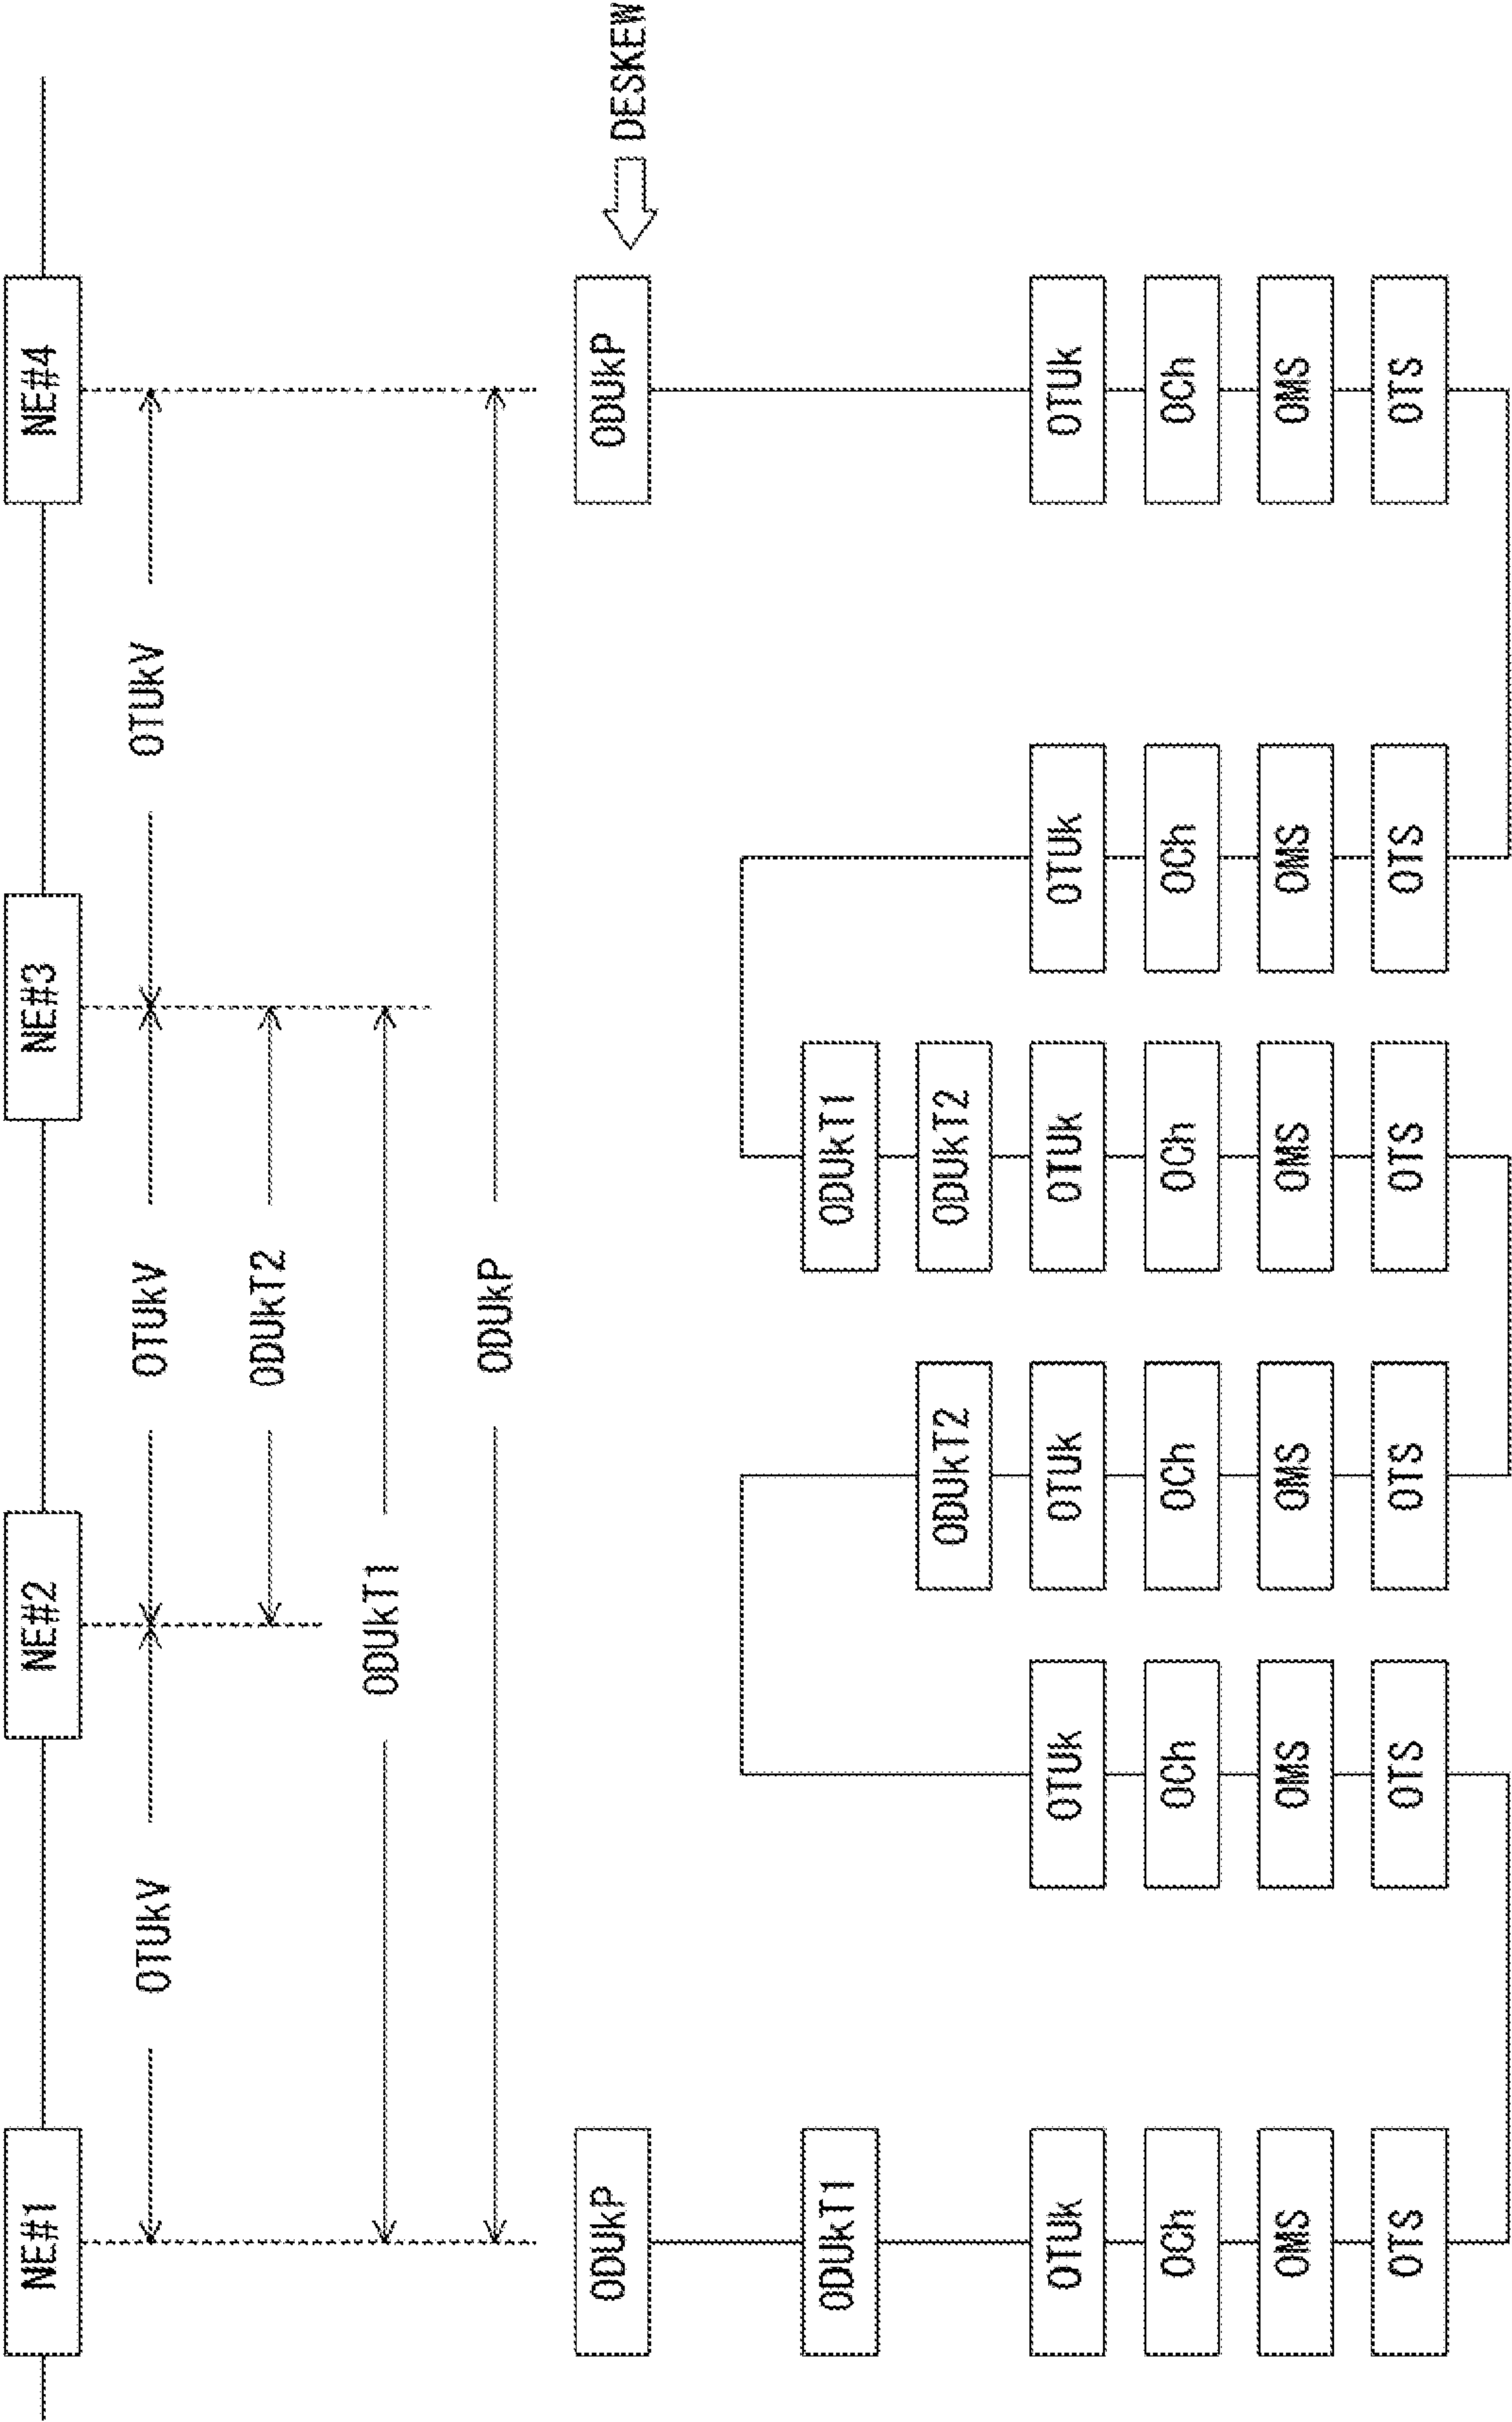 NE#1 NE#2 NE#3 NE#4
OTUkV OTUkV OTUkV
ODUkT2
ODUkT1
ODUkP
ODUkP ODUkP DESKEW
ODUkT1 ODUkT1
ODUkT2 ODUkT2
OTUk OTUk OTUk OTUk OTUk OTUk
OCh OCh OCh OCh OCh OCh
OMS OMS OMS OMS OMS OMS
OTS OTS OTS OTS OTS OTS